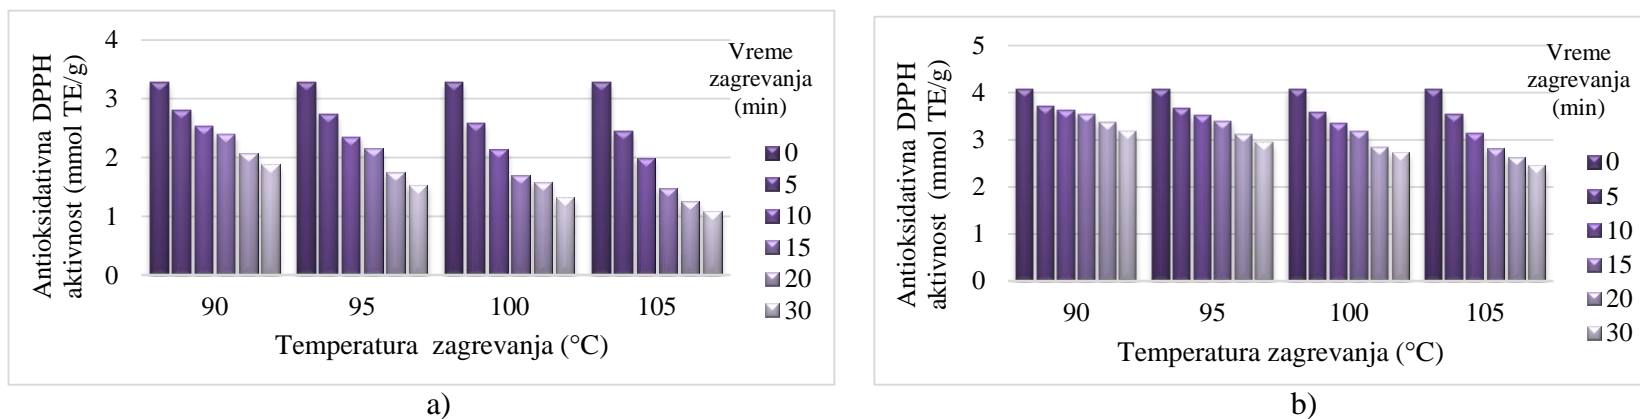 4
3
2
1
0
Antioksidativna DPPH
aktivnost (mmol TE/g)
90
95
100
105
Temperatura zagrevanja (°C)
Vreme
zagrevanja
(min)
0
5
10
15
20
30
a)
5
4
3
2
1
0
Antioksidativna DPPH
aktivnost (mmol TE/g)
90
95
100
105
Temperatura zagrevanja (°C)
Vreme
zagrevanja
(min)
0
5
10
15
20
30
b)